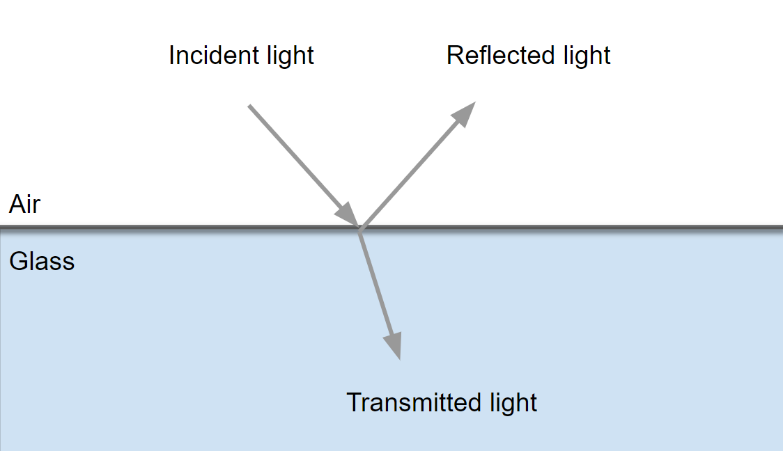 Incident light
Reflected light
Air
Glass
Transmitted light